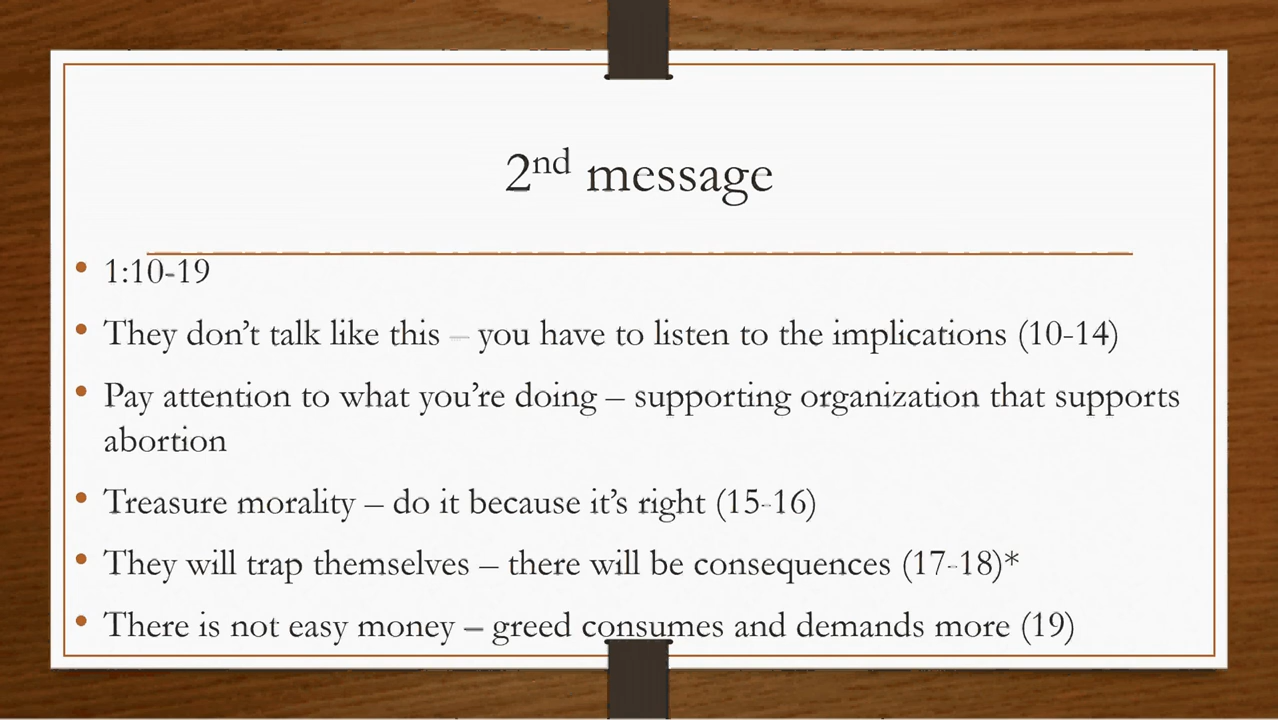 2nd message
• 1:10-19
• They don’t talk like this – you have to listen to the implications (10-14)
• Pay attention to what you’re doing – supporting organization that supports
abortion
• Treasure morality – do it because it’s right (15-16)
• They will trap themselves – there will be consequences (17-18)*
• There is not easy money – greed consumes and demands more (19)